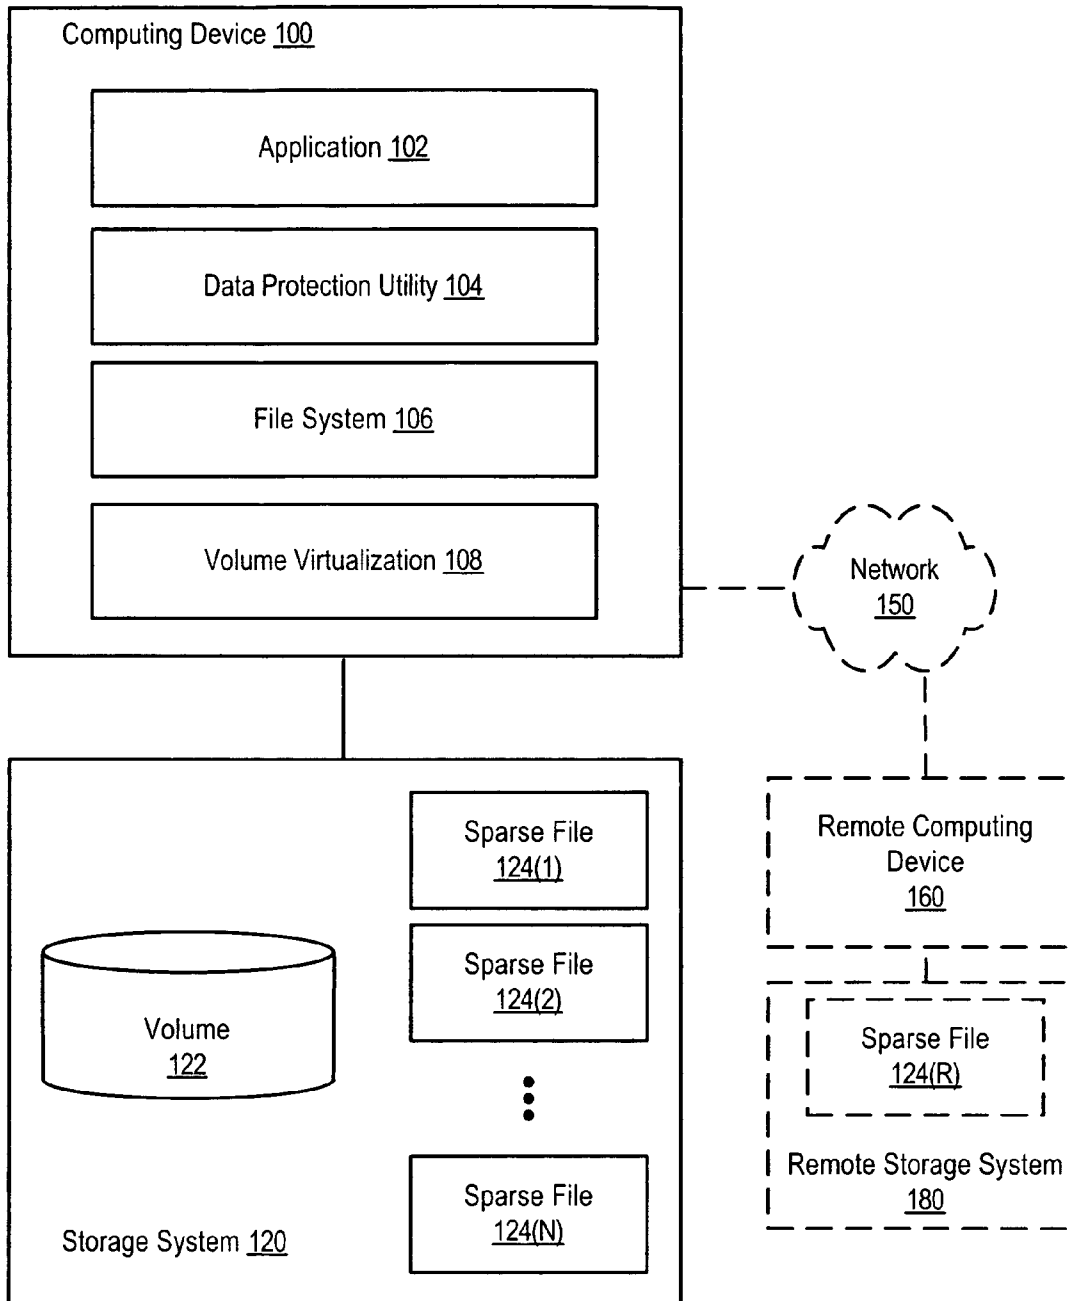 Computing Device 100
Application 102
Data Protection Utility 104
File System 106
Volume Virtualization 108
Network
150
Remote Computing
Device
160
Sparse File
124(1)
Sparse File
124(2)
Volume
122
Sparse File
124(N)
Storage System 120
Sparse File
124(R)
Remote Storage System
180